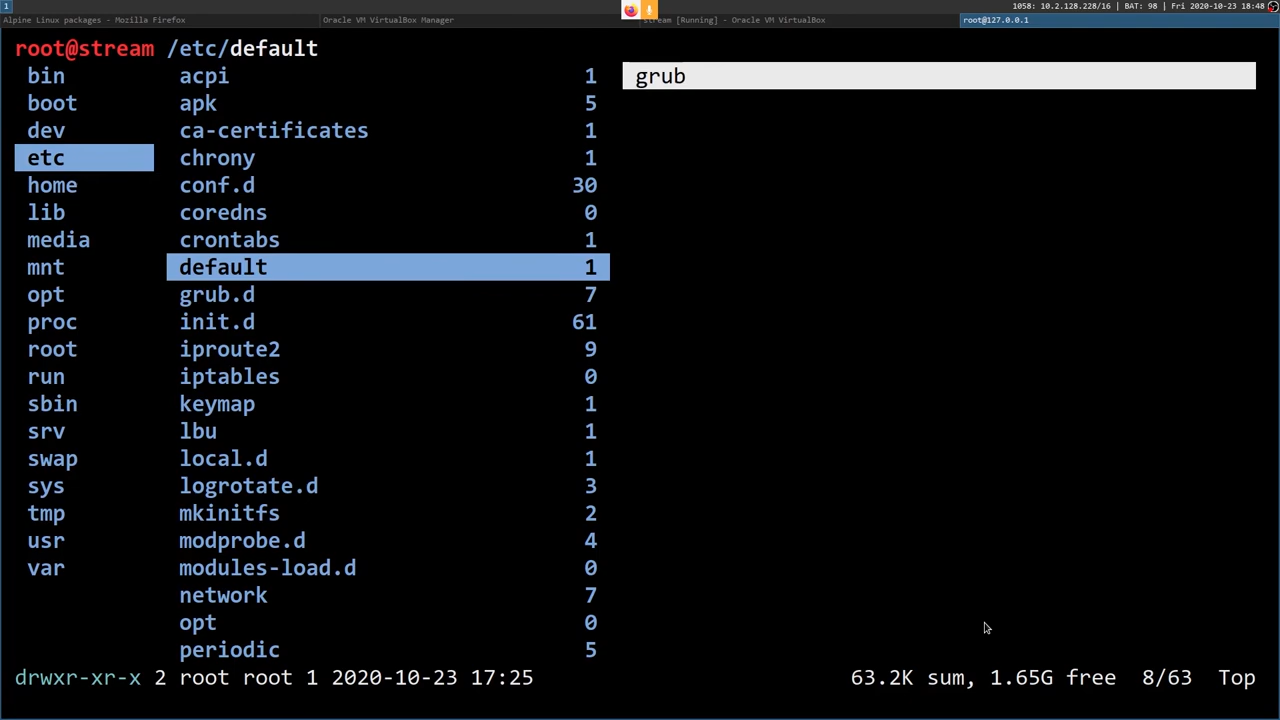 1 1058: 10.2.128.228/16 | BAT: 98 | Fri 2020-10-23 18:48
Alpine Linux packages - Mozilla Firefox Oracle VM VirtualBox Manager stream [Running] - Oracle VM VirtualBox root@127.0.0.1
root@stream /etc/default
bin acpi 1 grub
boot apk 5
dev ca-certificates 1
etc chrony 1
home conf.d 30
lib coredns 0
media crontabs 1
mnt default 1
opt grub.d 7
proc init.d 61
root iproute2 9
run iptables 0
sbin keymap 1
srv lbu 1
swap local.d 1
sys logrotate.d 3
tmp mkinitfs 2
usr modprobe.d 4
var modules-load.d 0
network 7
opt 0
periodic 5
drwxr-xr-x 2 root root 1 2020-10-23 17:25 63.2K sum, 1.65G free 8/63 Top